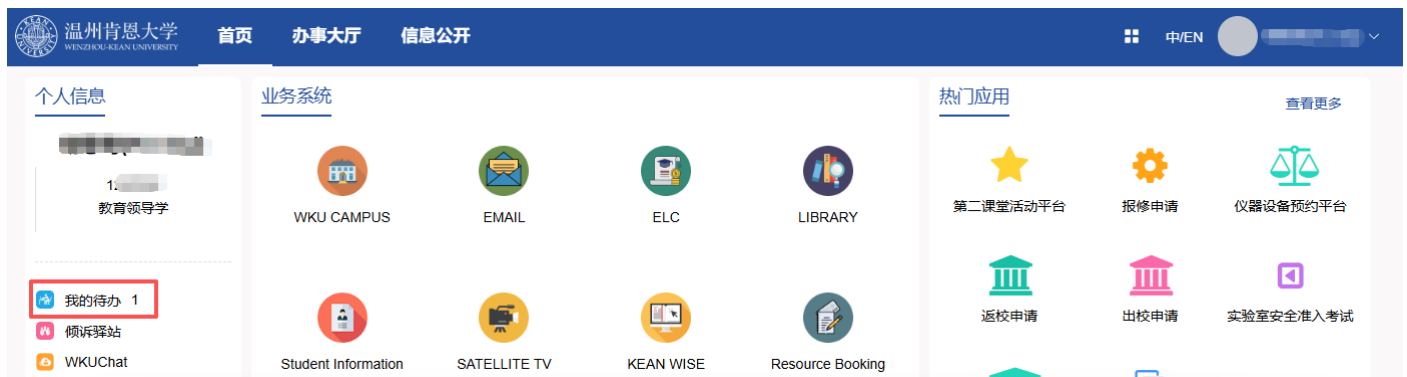 温州肯恩大学
WENZHOU-KEAN UNIVERSITY
首页 办事大厅 信息公开 中/EN
个人信息
教育领导学
我的待办 1
倾诉驿站
WKUChat
业务系统
WKU CAMPUS EMAIL ELC LIBRARY
Student Information SATELLITE TV KEAN WISE Resource Booking
热门应用 查看更多
第二课堂活动平台 报修申请 仪器设备预约平台
返校申请 出校申请 实验室安全准入考试